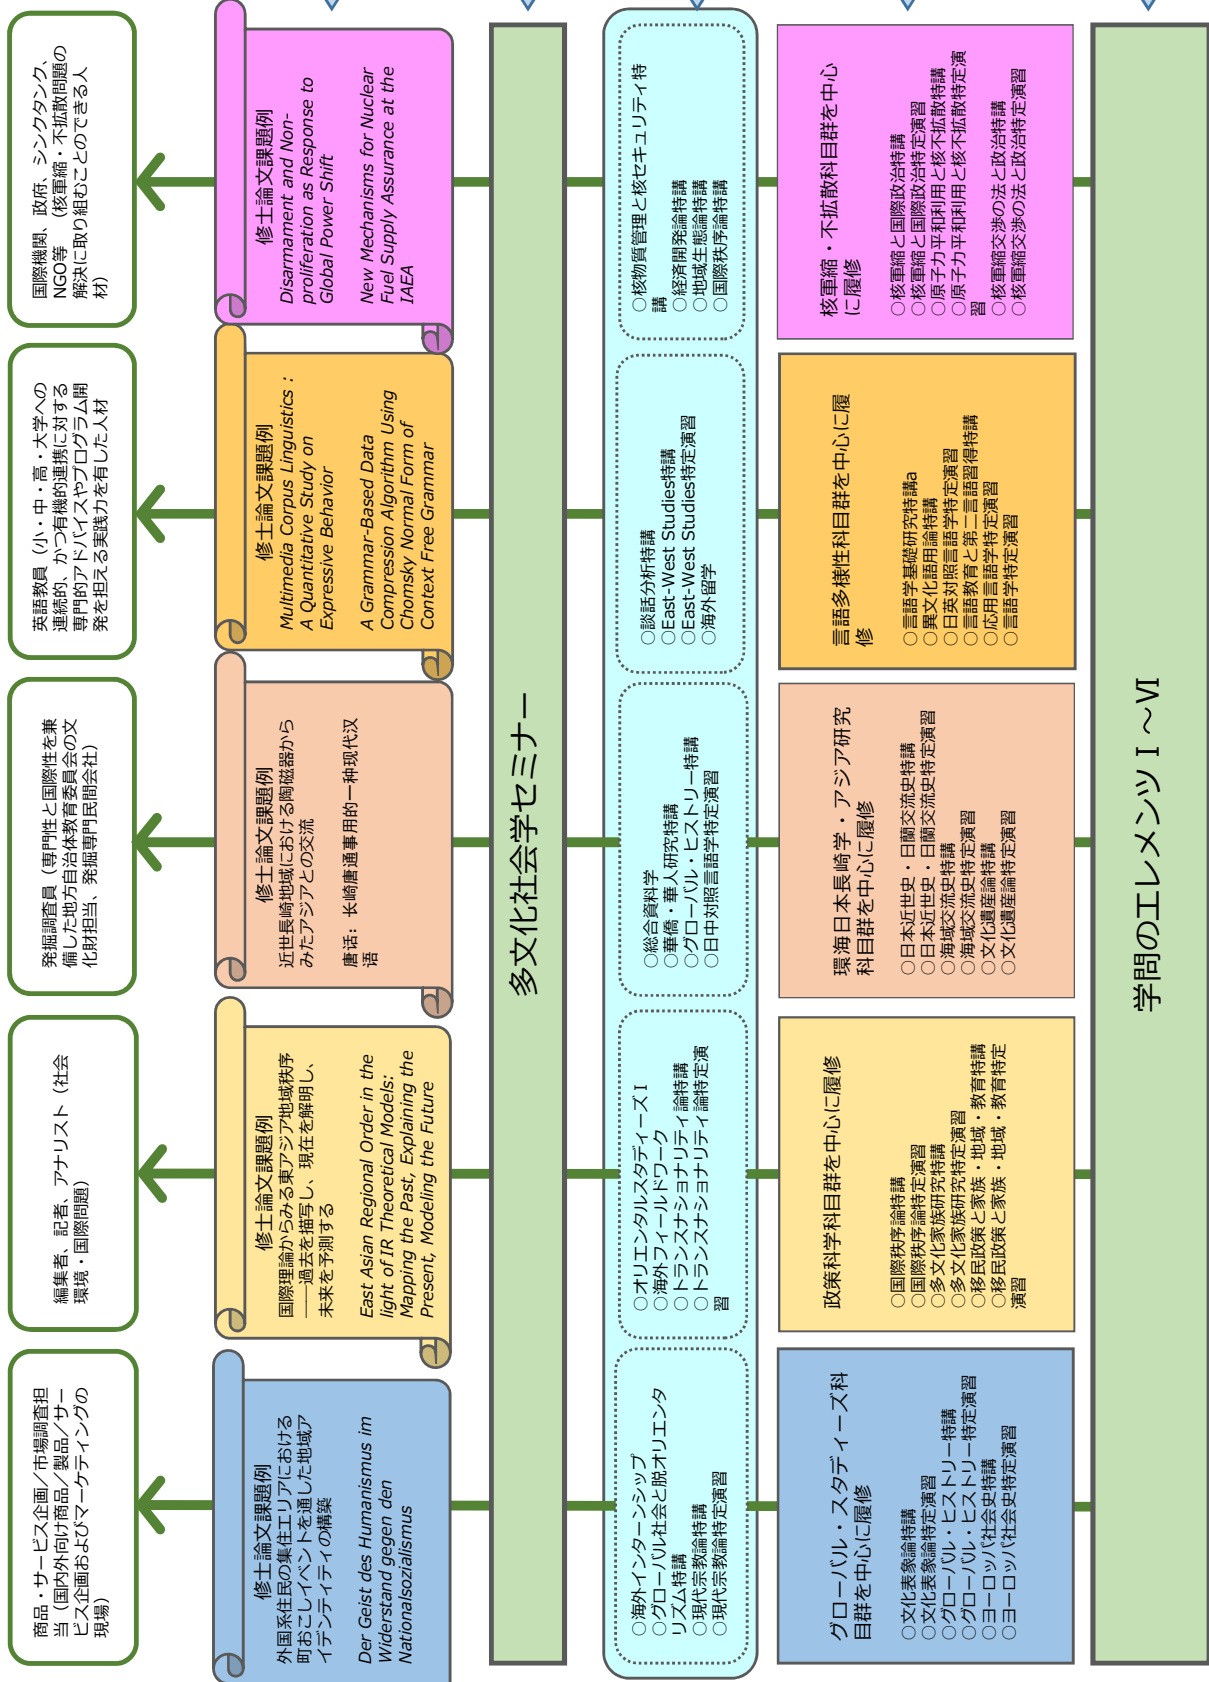 商品・サービス企画／市場調査担
当（国内外向け商品／製品／サー
ビス企画およびマーケティングの
現場）
編集者、記者、アナリスト（社会
環境・国際問題）
発掘調査員（専門性と国際性を兼
備した地方自治体教育委員会の文
化財担当、発掘専門民間会社）
英語教員（小・中・高・大学への
連続的、かつ有機的連携に対する
専門的アドバイスやプログラム開
発を担える実践力を有した人材
国際機関、政府、シンクタンク、
NGO等　（核軍縮・不拡散問題の
解決に取り組むことのできる人
材）
修士論文課題例
外国系住民の集住エリアにおける
町おこしイベントを通した地域ア
イデンティティの構築
Der Geist des Humanismus im
Widerstand gegen den
Nationalsozialismus
修士論文課題例
国際理論からみる東アジア地域秩序
――過去を描写し、現在を解明し、
未来を予測する
East Asian Regional Order in the
light of IR Theoretical Models:
Mapping the Past, Explaining the
Present, Modeling the Future
修士論文課題例
近世長崎地域における陶磁器から
みたアジアとの交流
唐话：长崎唐通事用的一种现代汉
语
修士論文課題例
Multimedia Corpus Linguistics :
A Quantitative Study on
Expressive Behavior
A Grammar-Based Data
Compression Algorithm Using
Chomsky Normal Form of
Context Free Grammar
修士論文課題例
Disarmament and Non-
proliferation as Response to
Global Power Shift
New Mechanisms for Nuclear
Fuel Supply Assurance at the
IAEA
多文化社会学セミナー
○海外インターンシップ
○グローバル社会と脱オリエンタ
リズム特講
○現代宗教論特講
○現代宗教論特定演習
○オリエンタルスタディーズⅠ
○海外フィールドワーク
○トランスナショナリティ論特講
○トランスナショナリティ論特定演
習
○総合資料学
○華僑・華人研究特講
○グローバル・ヒストリー特講
○日中対照言語学特定演習
○談話分析特講
○East-West Studies特講
○East-West Studies特定演習
○海外留学
○核物質管理と核セキュリティ特
講
○経済開発論特講
○地域生態論特講
○国際秩序論特講
グローバル・スタディーズ科
目群を中心に履修
○文化表象論特講
○文化表象論特定演習
○グローバル・ヒストリー特講
○グローバル・ヒストリー特定演習
○ヨーロッパ社会史特講
○ヨーロッパ社会史特定演習
政策科学科目群を中心に履修
○国際秩序論特講
○国際秩序論特定演習
○多文化家族研究特講
○多文化家族研究特定演習
○移民政策と家族・地域・教育特講
○移民政策と家族・地域・教育特定
演習
環海日本長崎学・アジア研究
科目群を中心に履修
○日本近世史・日蘭交流史特講
○日本近世史・日蘭交流史特定演習
○海域交流史特講
○海域交流史特定演習
○文化遺産論特講
○文化遺産論特定演習
言語多様性科目群を中心に履
修
○言語学基礎研究特講a
○異文化語用論特講
○日英対照言語学特定演習
○言語教育と第二言語習得特講
○応用言語学特定演習
○言語学特定演習
核軍縮・不拡散科目群を中心
に履修
○核軍縮と国際政治特講
○核軍縮と国際政治特定演習
○原子力平和利用と核不拡散特講
○原子力平和利用と核不拡散特定演
習
○核軍縮交渉の法と政治特講
○核軍縮交渉の法と政治特定演習
学問のエレメンツⅠ～Ⅵ